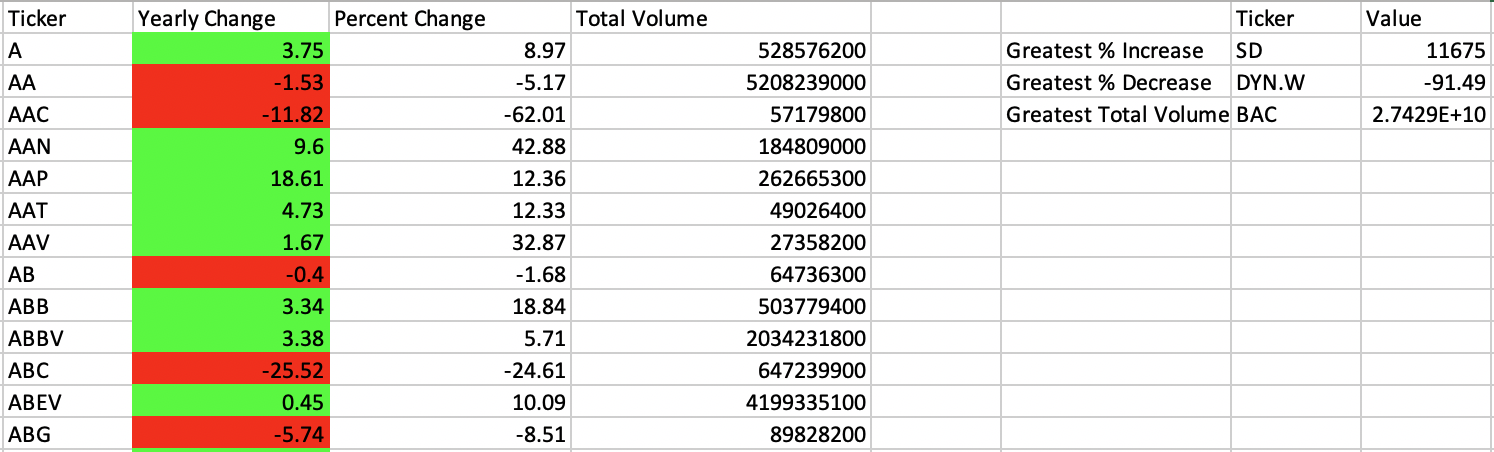 Ticker Yearly Change Percent Change Total Volume Ticker Value
A 3.75 8.97 528576200 Greatest % Increase SD 11675
AA -1.53 -5.17 5208239000 Greatest % Decrease DYN.W -91.49
AAC -11.82 -62.01 57179800 Greatest Total Volume BAC 2.7429E+10
AAN 9.6 42.88 184809000
AAP 18.61 12.36 262665300
AAT 4.73 12.33 49026400
AAV 1.67 32.87 27358200
AB -0.4 -1.68 64736300
ABB 3.34 18.84 503779400
ABBV 3.38 5.71 2034231800
ABC -25.52 -24.61 647239900
ABEV 0.45 10.09 4199335100
ABG -5.74 -8.51 89828200